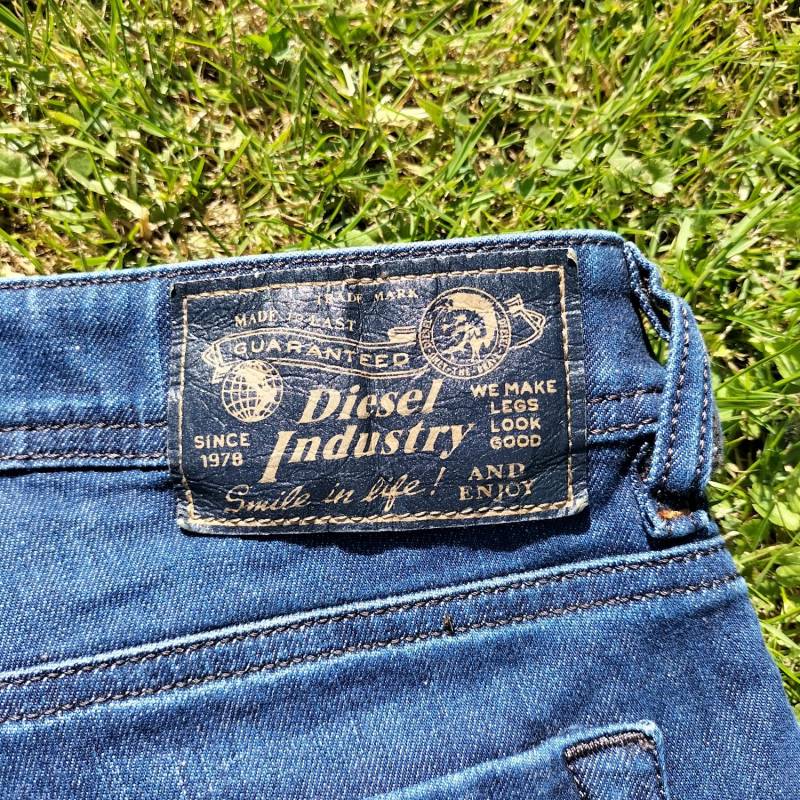 TRADE MARK
MADE to LAST
GUARANTEED
Diesel
Industry
SINCE
1978
WE MAKE
LEGS
LOOK
GOOD
Smile in life!
AND
ENJOY